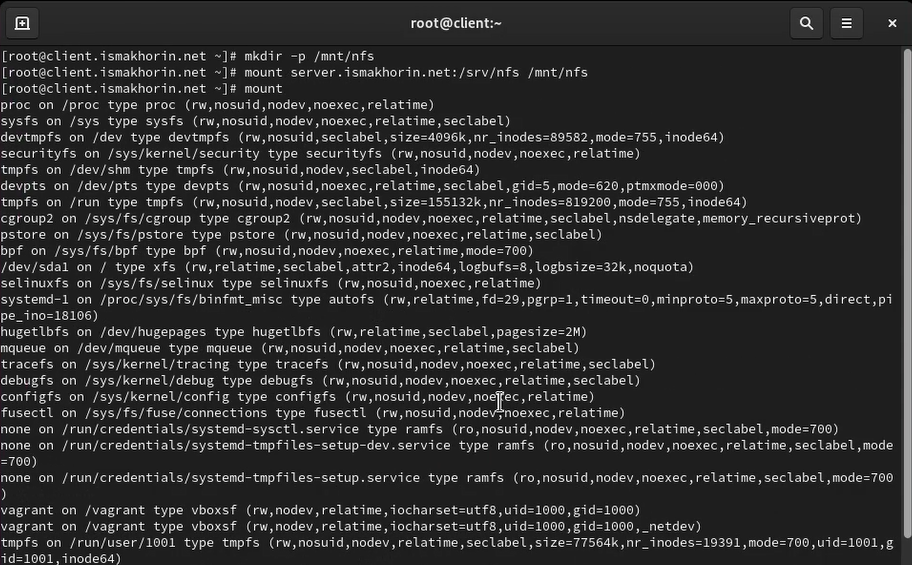 root@client:~
[root@client.ismakhorin.net ~]# mkdir -p /mnt/nfs
[root@client.ismakhorin.net ~]# mount server.ismakhorin.net:/srv/nfs /mnt/nfs
[root@client.ismakhorin.net ~]# mount
proc on /proc type proc (rw,nosuid,nodev,noexec,relatime)
sysfs on /sys type sysfs (rw,nosuid,nodev,noexec,relatime,seclabel)
devtmpfs on /dev type devtmpfs (rw,nosuid,seclabel,size=4096k,nr_inodes=89582,mode=755,inode64)
securityfs on /sys/kernel/security type securityfs (rw,nosuid,nodev,noexec,relatime)
tmpfs on /dev/shm type tmpfs (rw,nosuid,nodev,seclabel,inode64)
devpts on /dev/pts type devpts (rw,nosuid,noexec,relatime,seclabel,gid=5,mode=620,ptmxmode=000)
tmpfs on /run type tmpfs (rw,nosuid,nodev,seclabel,size=155132k,nr_inodes=819200,mode=755,inode64)
cgroup2 on /sys/fs/cgroup type cgroup2 (rw,nosuid,nodev,noexec,relatime,seclabel,nsdelegate,memory_recursiveprot)
pstore on /sys/fs/pstore type pstore (rw,nosuid,nodev,noexec,relatime,seclabel)
bpf on /sys/fs/bpf type bpf (rw,nosuid,nodev,noexec,relatime,mode=700)
/dev/sda1 on / type xfs (rw,relatime,seclabel,attr2,inode64,logbufs=8,logbsize=32k,noquota)
selinuxfs on /sys/fs/selinux type selinuxfs (rw,nosuid,noexec,relatime)
systemd-1 on /proc/sys/fs/binfmt_misc type autofs (rw,relatime,fd=29,pgrp=1,timeout=0,minproto=5,maxproto=5,direct,pi
pe_ino=18106)
hugetlbfs on /dev/hugepages type hugetlbfs (rw,relatime,seclabel,pagesize=2M)
mqueue on /dev/mqueue type mqueue (rw,nosuid,nodev,noexec,relatime,seclabel)
tracefs on /sys/kernel/tracing type tracefs (rw,nosuid,nodev,noexec,relatime,seclabel)
debugfs on /sys/kernel/debug type debugfs (rw,nosuid,nodev,noexec,relatime,seclabel)
configfs on /sys/kernel/config type configfs (rw,nosuid,nodev,noexec,relatime)
fusectl on /sys/fs/fuse/connections type fusectl (rw,nosuid,nodev,noexec,relatime)
none on /run/credentials/systemd-sysctl.service type ramfs (ro,nosuid,nodev,noexec,relatime,seclabel,mode=700)
none on /run/credentials/systemd-tmpfiles-setup-dev.service type ramfs (ro,nosuid,nodev,noexec,relatime,seclabel,mode
=700)
none on /run/credentials/systemd-tmpfiles-setup.service type ramfs (ro,nosuid,nodev,noexec,relatime,seclabel,mode=700
)
vagrant on /vagrant type vboxsf (rw,nodev,relatime,iocharset=utf8,uid=1000,gid=1000)
vagrant on /vagrant type vboxsf (rw,nodev,relatime,iocharset=utf8,uid=1000,gid=1000,_netdev)
tmpfs on /run/user/1001 type tmpfs (rw,nosuid,nodev,relatime,seclabel,size=77564k,nr_inodes=19391,mode=700,uid=1001,g
id=1001,inode64)